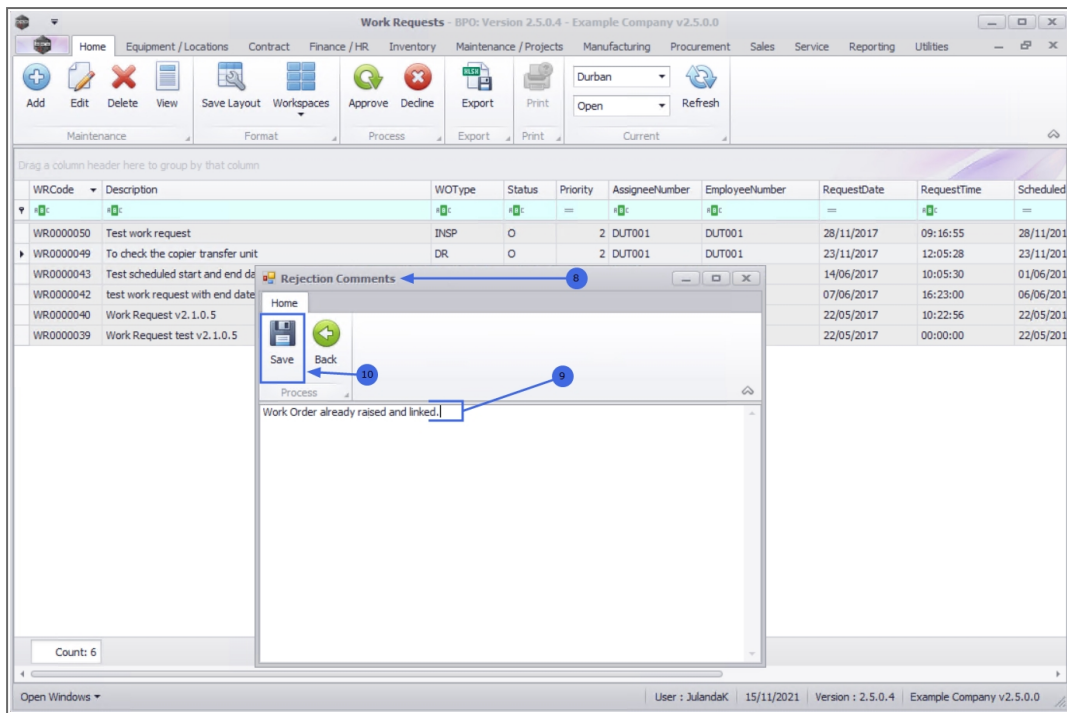 Work Requests - BPO: Version 2.5.0.4 - Example Company v2.5.0.0
Home Equipment / Locations Contract Finance / HR Inventory Maintenance / Projects Manufacturing Procurement Sales Service Reporting Utilities
Add Edit Delete View Save Layout Workspaces Approve Decline Export Print Durban Open Refresh
Maintenance Format Process Export Print Current
Drag a column header here to group by that column
WRCode Description WOType Status Priority AssigneeNumber EmployeeNumber RequestDate RequestTime Scheduled
WR0000050 Test work request INSP O 2 DUT001 DUT001 28/11/2017 09:16:55 28/11/201
WR0000049 To check the copier transfer unit DR O 2 DUT001 DUT001 23/11/2017 12:05:28 23/11/201
WR0000043 Test scheduled start and end da 14/06/2017 10:05:30 01/06/201
WR0000042 test work request with end date 07/06/2017 16:23:00 06/06/201
WR0000040 Work Request v2.1.0.5 22/05/2017 10:22:56 22/05/201
WR0000039 Work Request test v2.1.0.5 22/05/2017 00:00:00 22/05/201
Rejection Comments 8
Home
Save Back
10 9
Process
Work Order already raised and linked.
Count: 6
Open Windows User : JulandaK 15/11/2021 Version : 2.5.0.4 Example Company v2.5.0.0